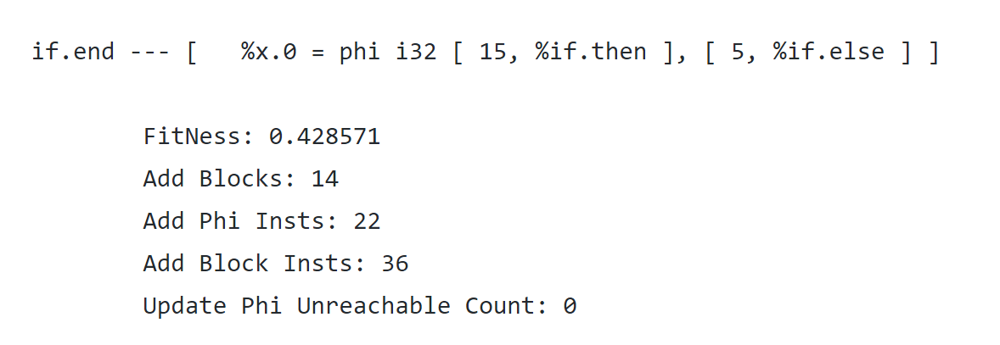 if.end --- [   %x.0 = phi i32 [ 15, %if.then ], [ 5, %if.else ] ]
FitNess: 0.428571
Add Blocks: 14
Add Phi Insts: 22
Add Block Insts: 36
Update Phi Unreachable Count: 0